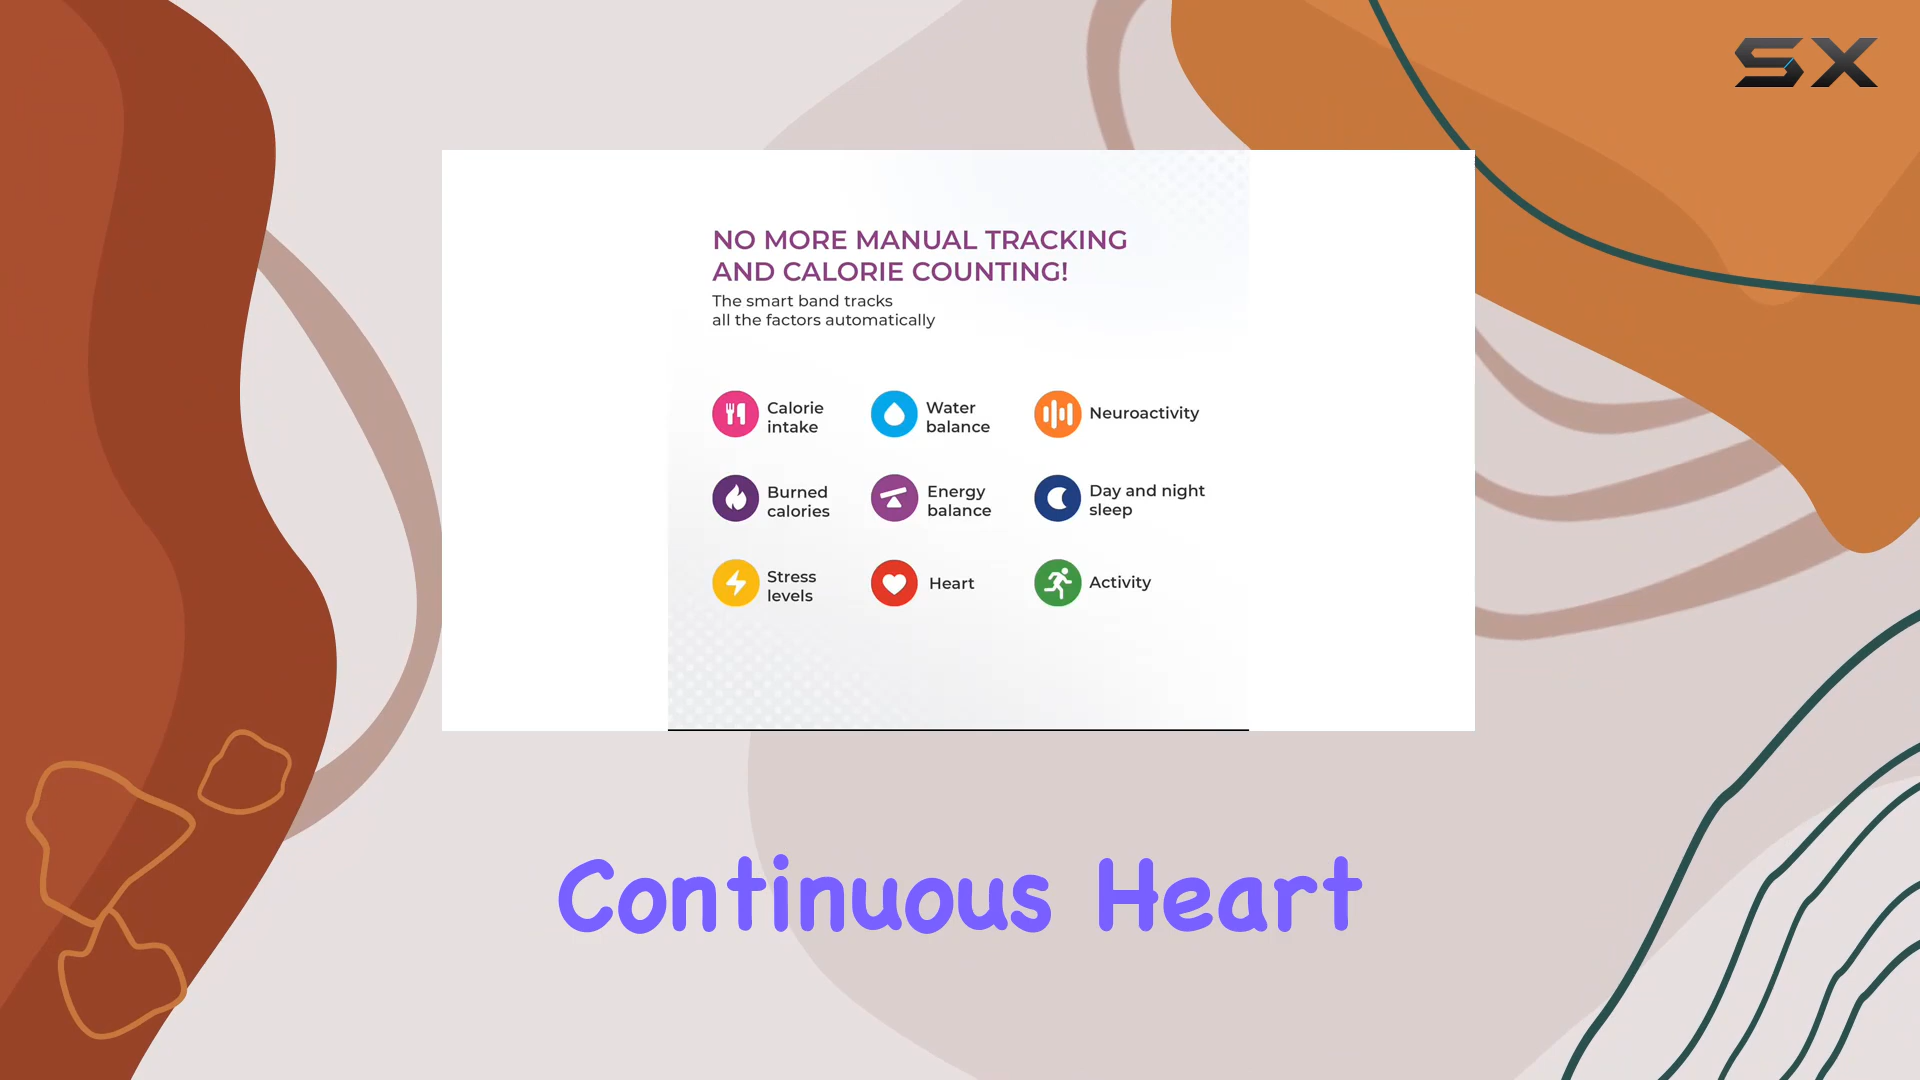 SX
NO MORE MANUAL TRACKING
AND CALORIE COUNTING!
The smart band tracks
all the factors automatically
Calorie
intake
Water
balance
Neuroactivity
Burned
calories
Energy
balance
Day and night
sleep
Stress
levels
Heart
Activity
Continuous Heart